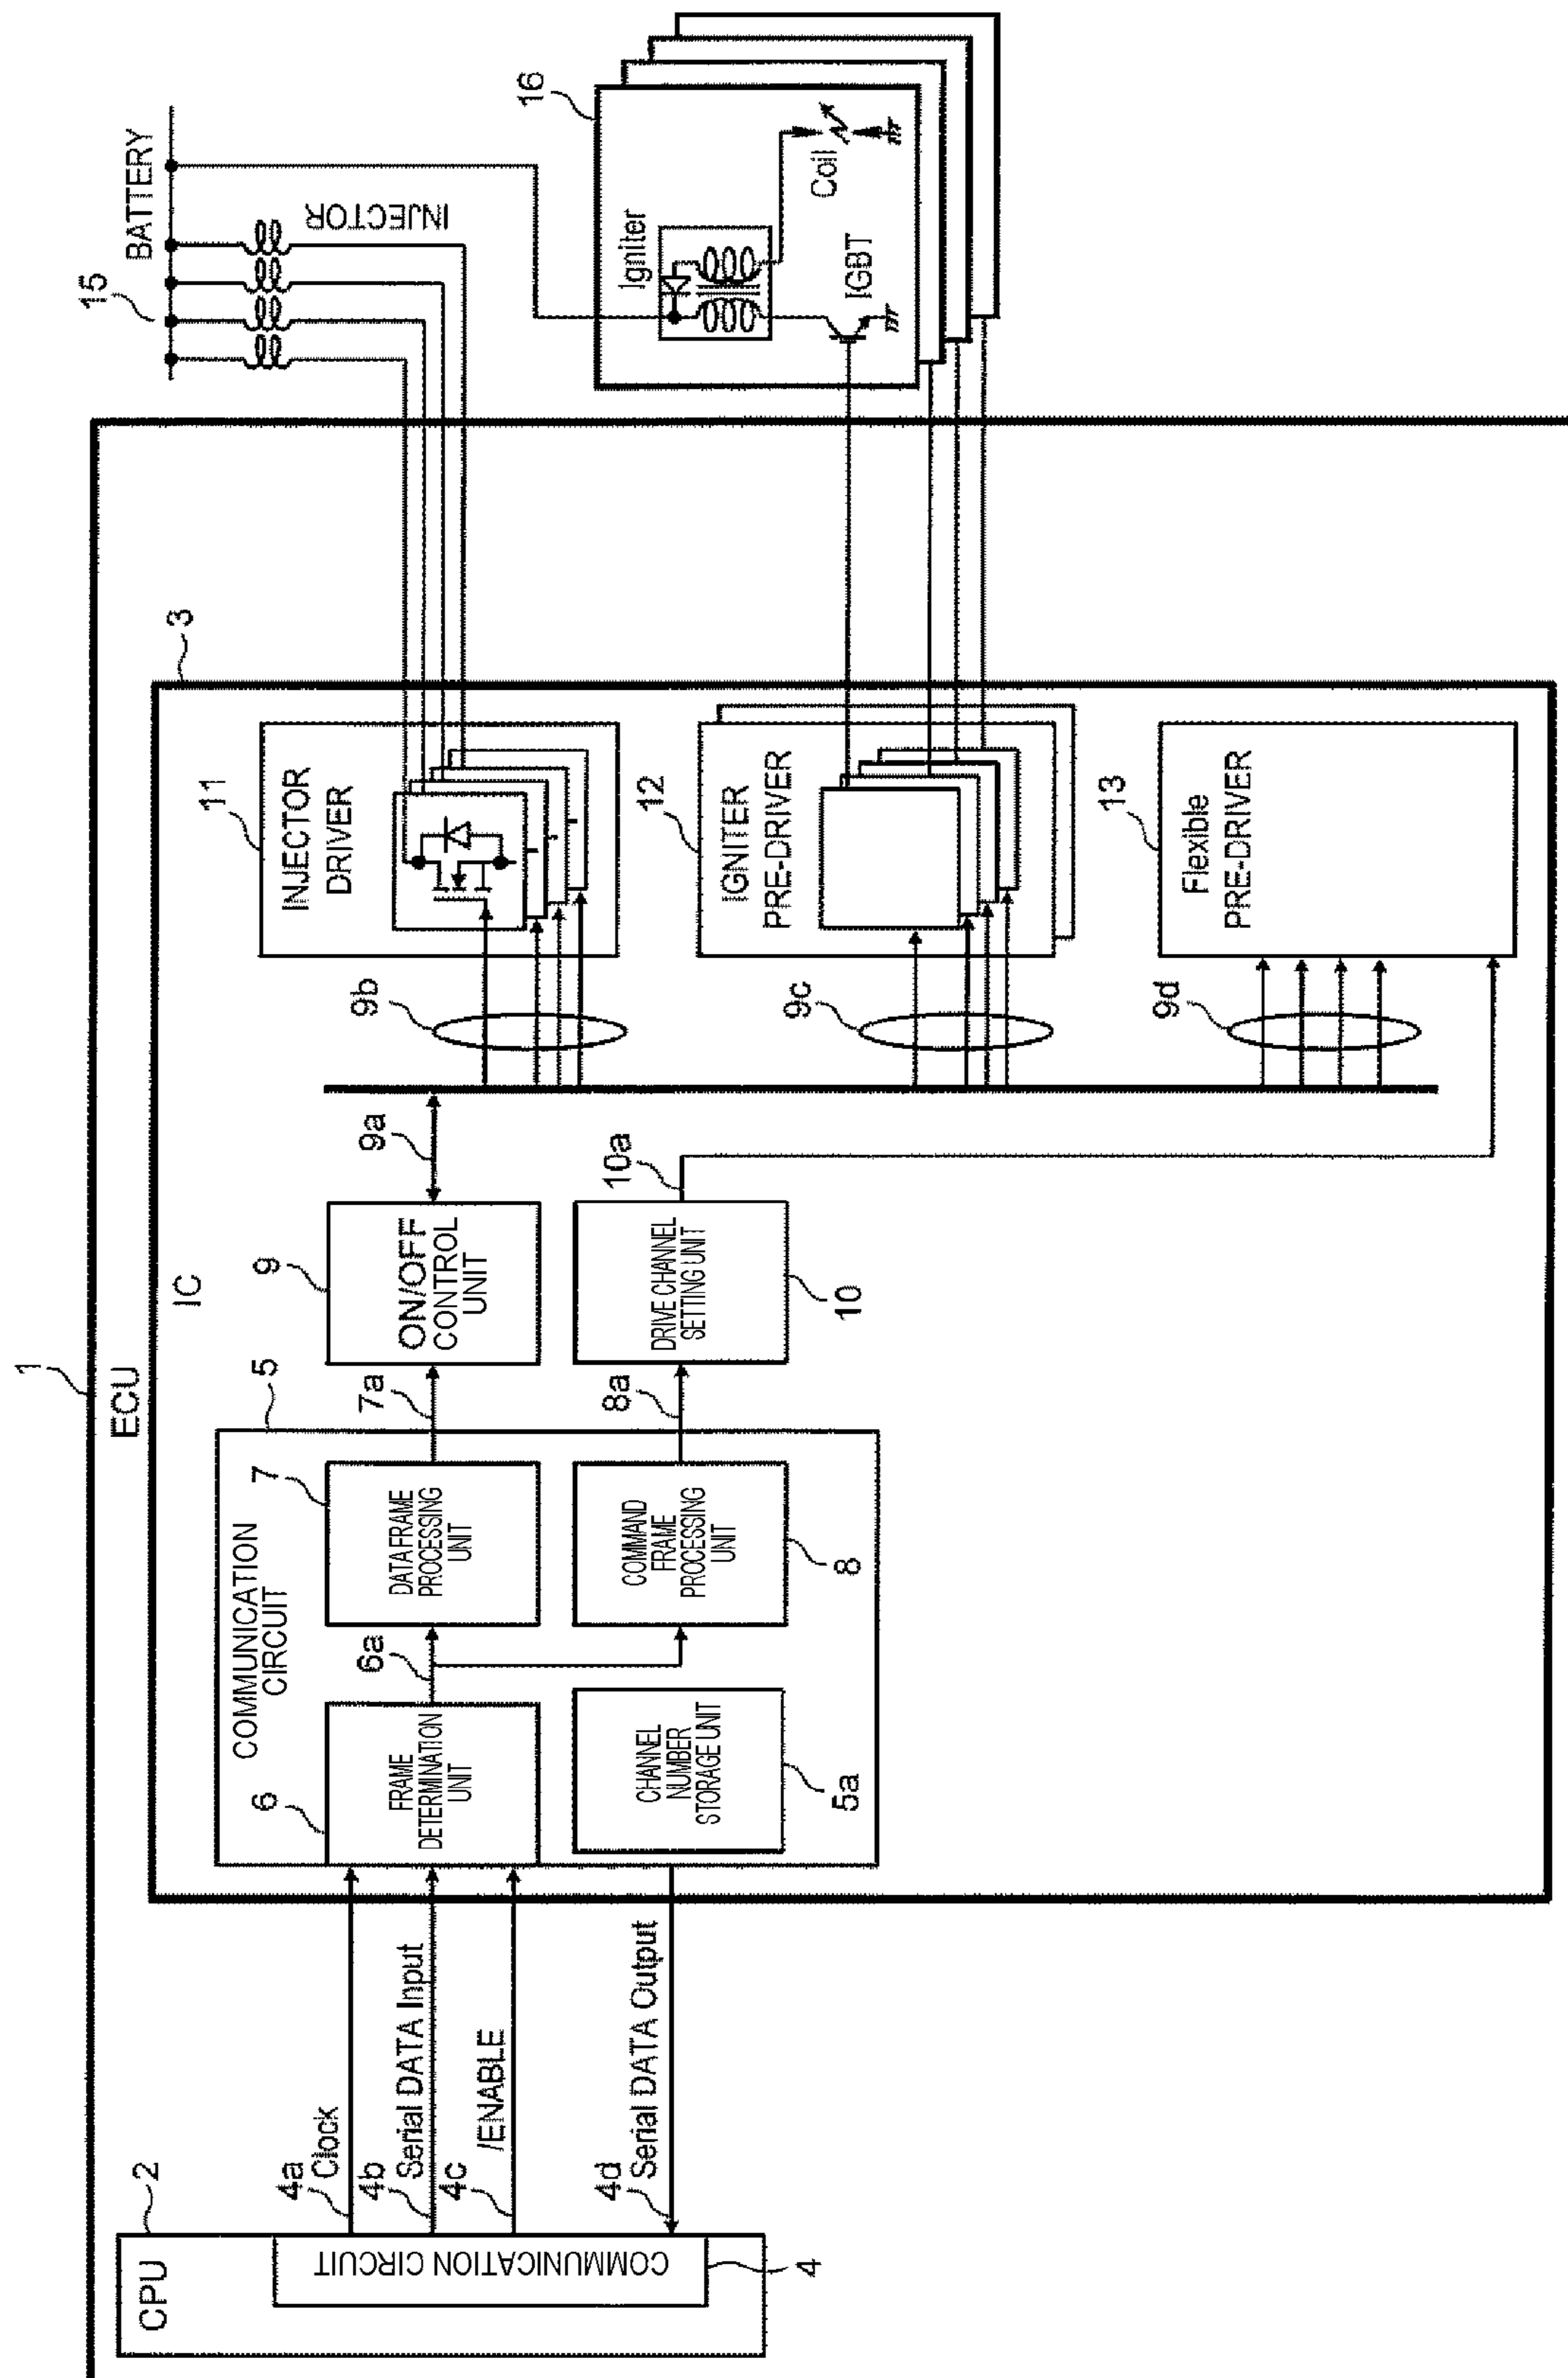 1
ECU
IC
3
CPU
2
COMMUNICATION CIRCUIT
4
4a
Clock
4b
Serial DATA Input
4c
/ENABLE
4d
Serial DATA Output
COMMUNICATION
CIRCUIT
5
6
FRAME
DETERMINATION
UNIT
6a
CHANNEL
NUMBER
STORAGE UNIT
5a
7
DATA FRAME
PROCESSING
UNIT
7a
COMMAND
FRAME
PROCESSING
UNIT
8
8a
9
ON/OFF
CONTROL
UNIT
9a
DRIVE CHANNEL
SETTING UNIT
10
10a
9b
9c
9d
11
INJECTOR
DRIVER
12
IGNITER
PRE-DRIVER
13
Flexible
PRE-DRIVER
15
BATTERY
INJECTOR
16
Igniter
Coil
IGBT